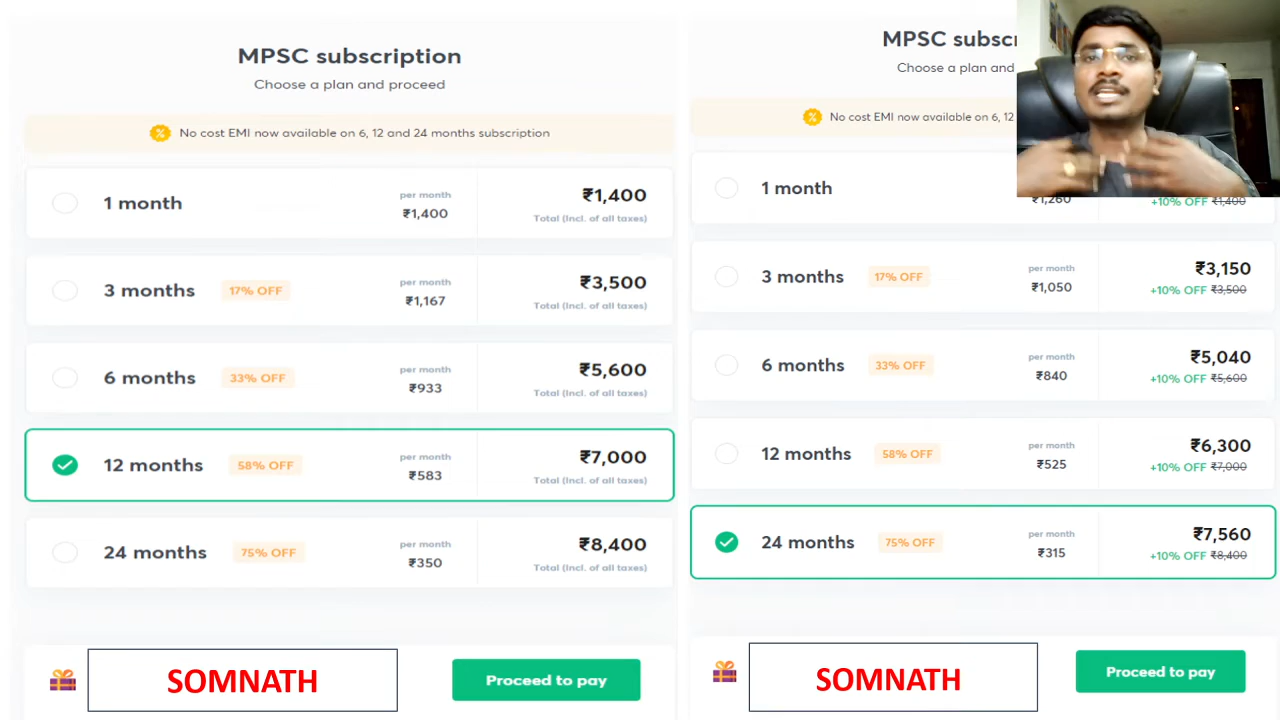 MPSC subscription
Choose a plan and proceed
No cost EMI now available on 6, 12 and 24 months subscription
1 month
per month
₹1,400
₹1,400
Total (Incl. of all taxes)
3 months
17% OFF
per month
₹1,167
₹3,500
Total (Incl. of all taxes)
6 months
33% OFF
per month
₹933
₹5,600
Total (Incl. of all taxes)
12 months
58% OFF
per month
₹583
₹7,000
Total (Incl. of all taxes)
24 months
75% OFF
per month
₹350
₹8,400
Total (Incl. of all taxes)
SOMNATH
Proceed to pay
MPSC
Choose a plan and
No cost EMI now available on 6, 12
1 month
₹1,260
+10% OFF ₹1,400
3 months
17% OFF
per month
₹1,050
₹3,150
+10% OFF ₹3,500
6 months
33% OFF
per month
₹840
₹5,040
+10% OFF ₹5,600
12 months
58% OFF
per month
₹525
₹6,300
+10% OFF ₹7,000
24 months
75% OFF
per month
₹315
₹7,560
+10% OFF ₹8,400
SOMNATH
Proceed to pay